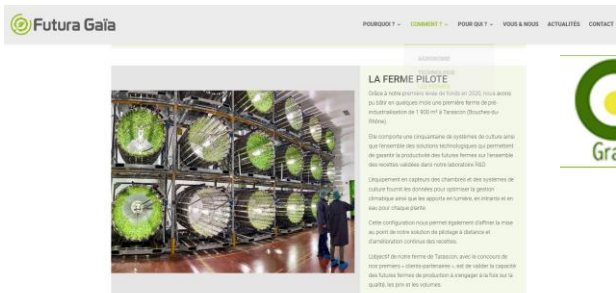 Futura Gaïa
POURQUOI ? COMMENT ? POUR QUI ? VOUS & NOUS ACTUALITÉS CONTACT
AGRONOMIE
TECHNOLOGIE
LA FERME PILOTE
Grâce à notre première levée de fonds en 2020, nous avons
pu bâtir en quelques mois une première ferme de pré-
industrialisation de 1 900 m² à Tarascon (Bouches-du-
Rhône).
Elle comporte une cinquantaine de systèmes de culture ainsi
que l'ensemble des solutions technologiques qui permettent
de garantir la productivité des futures fermes sur l'ensemble
des recettes validées dans notre laboratoire R&D.
L'équipement en capteurs des chambres et des systèmes de
culture fournit les données pour optimiser la gestion
climatique ainsi que les apports en lumière, en intrants et en
eau pour chaque plante.
Cette configuration nous permet également d'affiner la mise
au point de notre solution de pilotage à distance et
d'amélioration continue des recettes.
L'objectif de notre ferme de Tarascon, avec le concours de
nos premiers « clients-partenaires », est de valider la capacité
des futures fermes de production à s'engager à la fois sur la
qualité, les prix et les volumes.
Gra